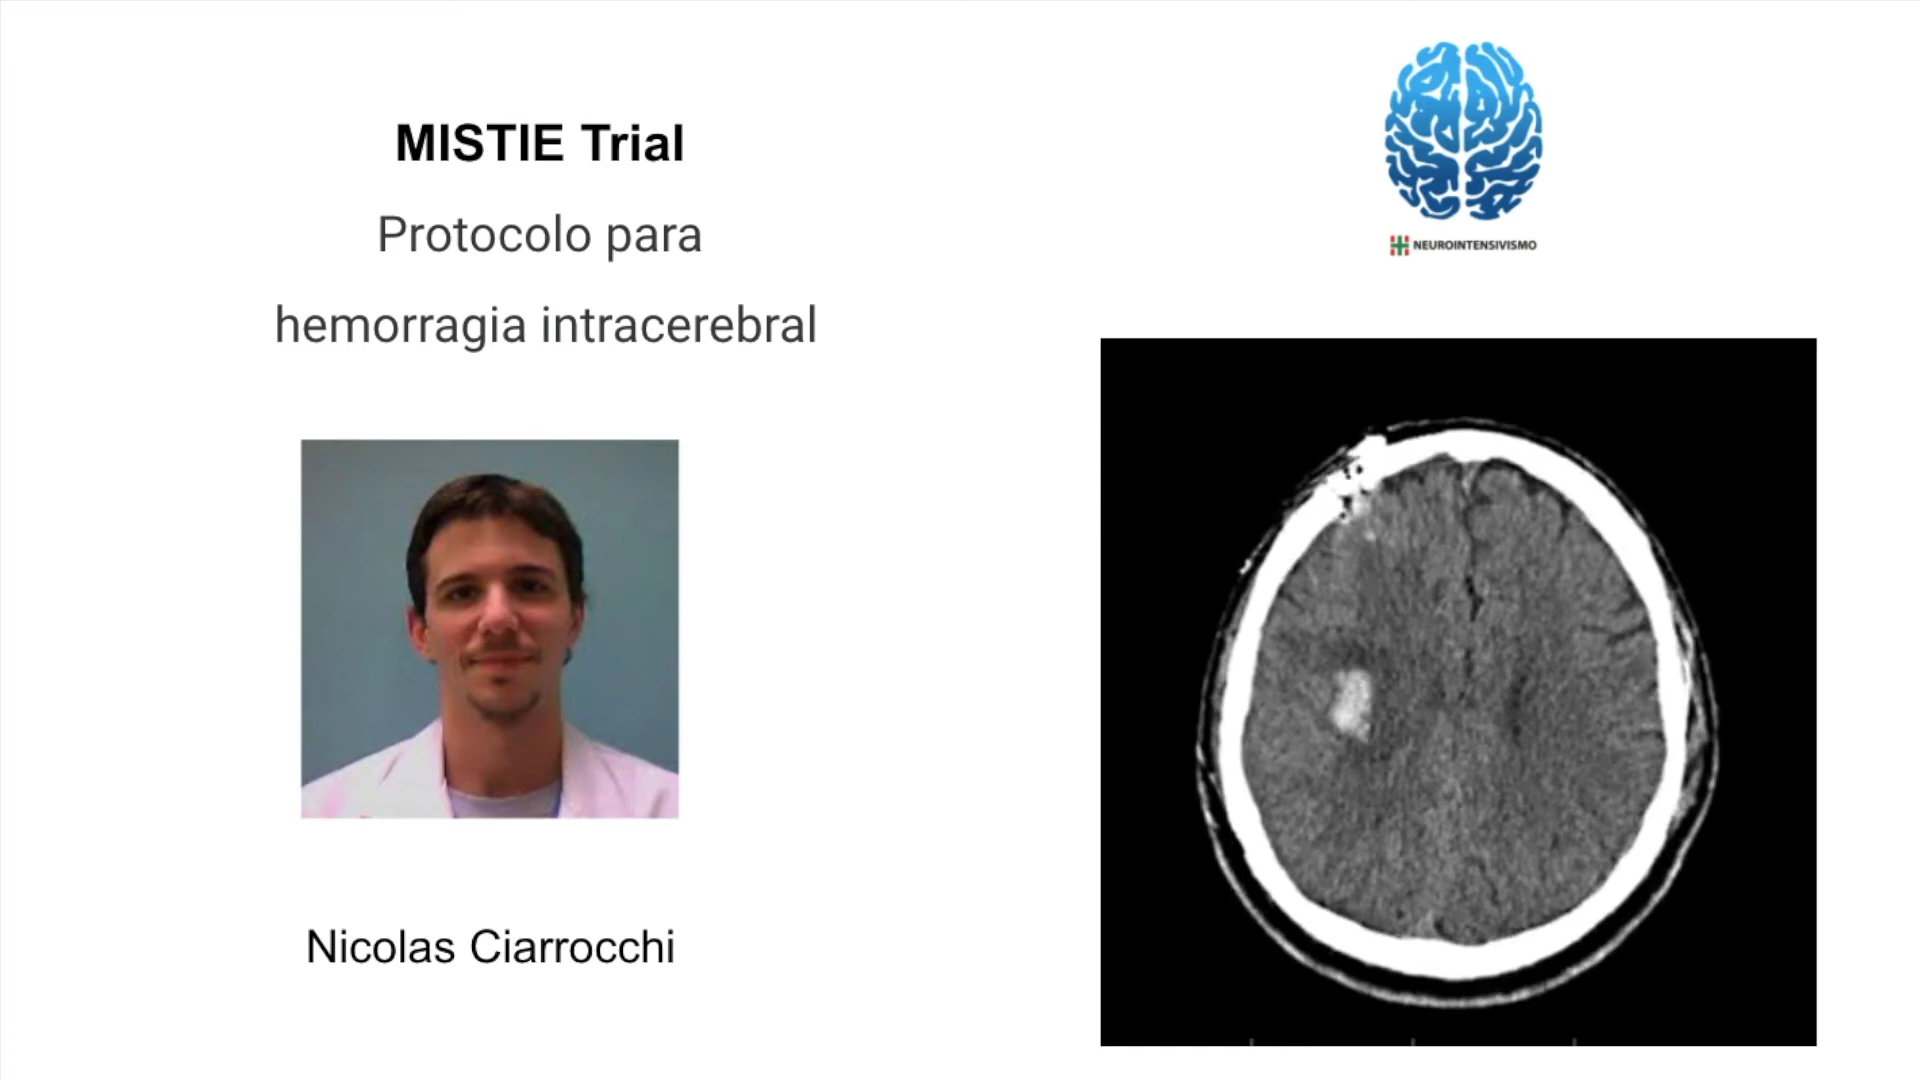 MISTIE Trial
Protocolo para
hemorragia intracerebral
NEUROINTENSIVISMO
Nicolas Ciarrocchi